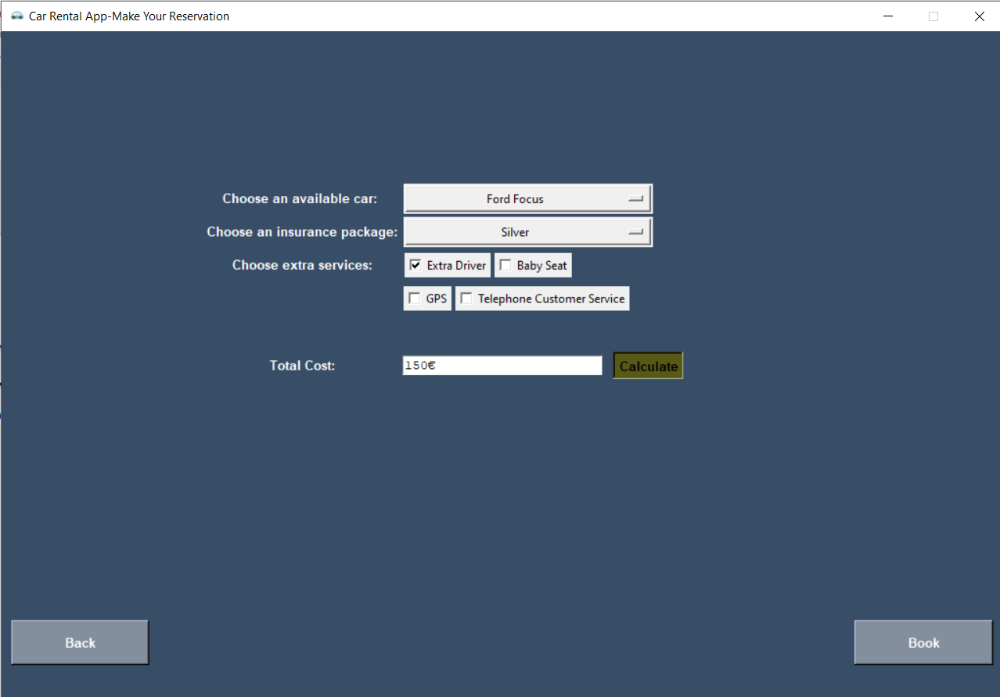 Car Rental App-Make Your Reservation
Choose an available car: Ford Focus
Choose an insurance package: Silver
Choose extra services: Extra Driver Baby Seat
GPS Telephone Customer Service
Total Cost: 150€ Calculate
Back Book